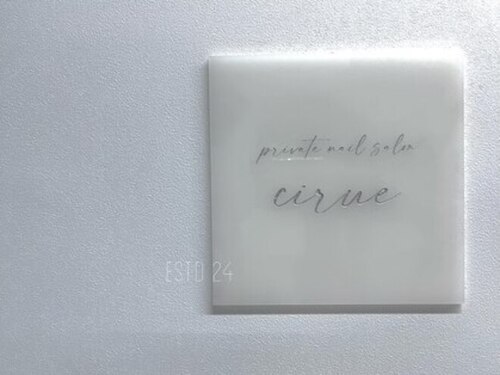 private nail salon
cirue
ESTD 24